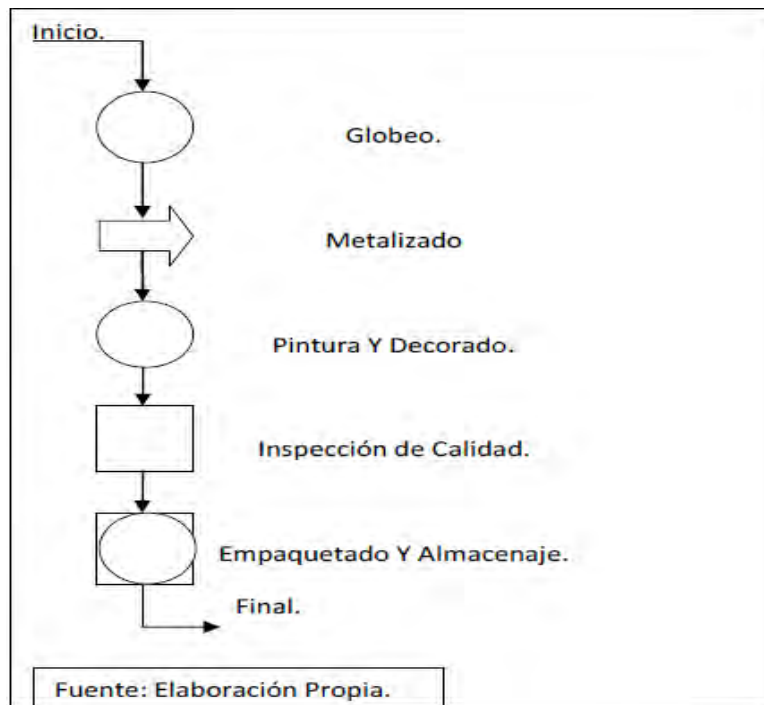 Inicio.
Globeo.
Metalizado
Pintura Y Decorado.
Inspección de Calidad.
Empaquetado Y Almacenaje.
Final.
Fuente: Elaboración Propia.